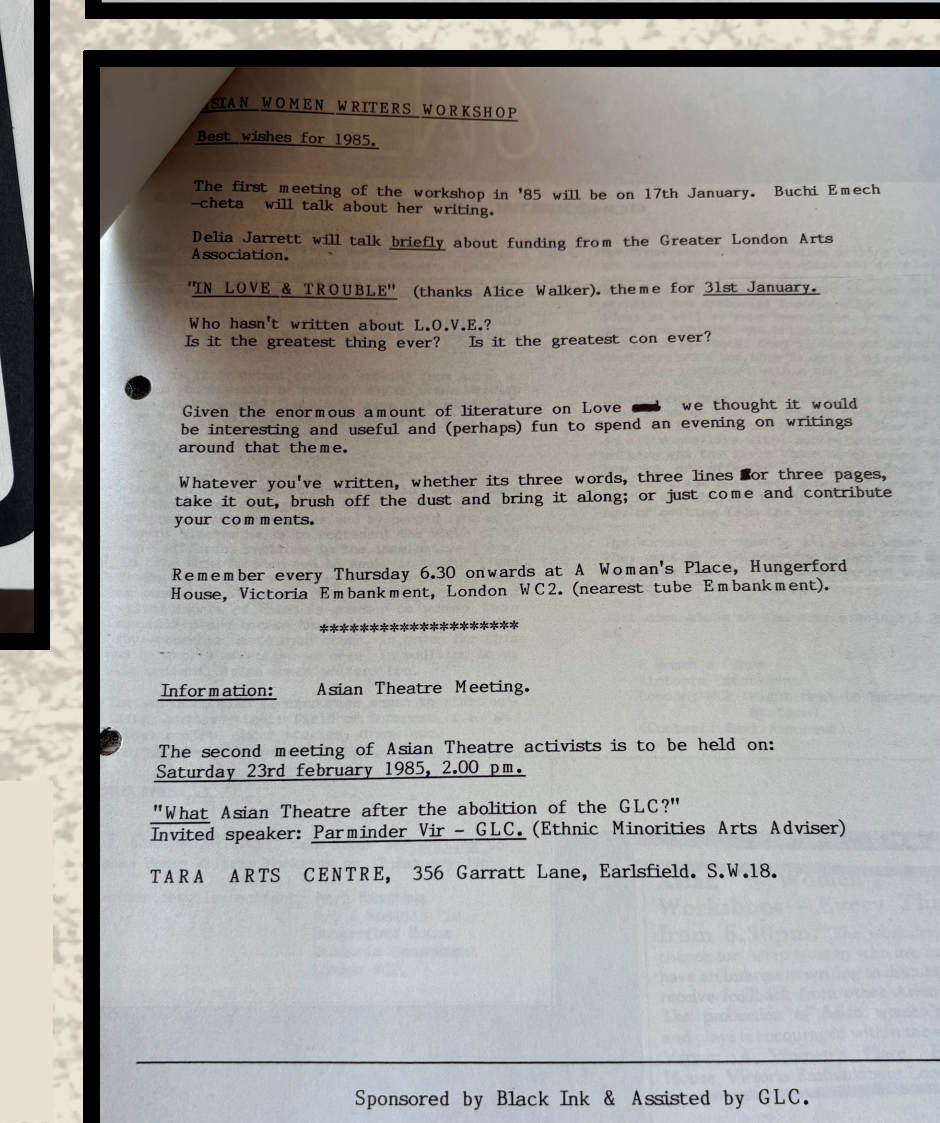 ASIAN WOMEN WRITERS WORKSHOP
Best wishes for 1985.
The first meeting of the workshop in '85 will be on 17th January. Buchi Emech
-cheta will talk about her writing.
Delia Jarrett will talk briefly about funding from the Greater London Arts
Association.
"IN LOVE & TROUBLE" (thanks Alice Walker). theme for 31st January.
Who hasn't written about L.O.V.E.?
Is it the greatest thing ever? Is it the greatest con ever?
Given the enormous amount of literature on Love we thought it would
be interesting and useful and (perhaps) fun to spend an evening on writings
around that theme.
Whatever you've written, whether its three words, three lines or three pages,
take it out, brush off the dust and bring it along; or just come and contribute
your comments.
Remember every Thursday 6.30 onwards at A Woman's Place, Hungerford
House, Victoria Embankment, London WC2. (nearest tube Embankment).
********************
Information: Asian Theatre Meeting.
The second meeting of Asian Theatre activists is to be held on:
Saturday 23rd february 1985, 2.00 pm.
"What Asian Theatre after the abolition of the GLC?"
Invited speaker: Parminder Vir - GLC. (Ethnic Minorities Arts Adviser)
TARA ARTS CENTRE, 356 Garratt Lane, Earlsfield. S.W.18.
Sponsored by Black Ink & Assisted by GLC.